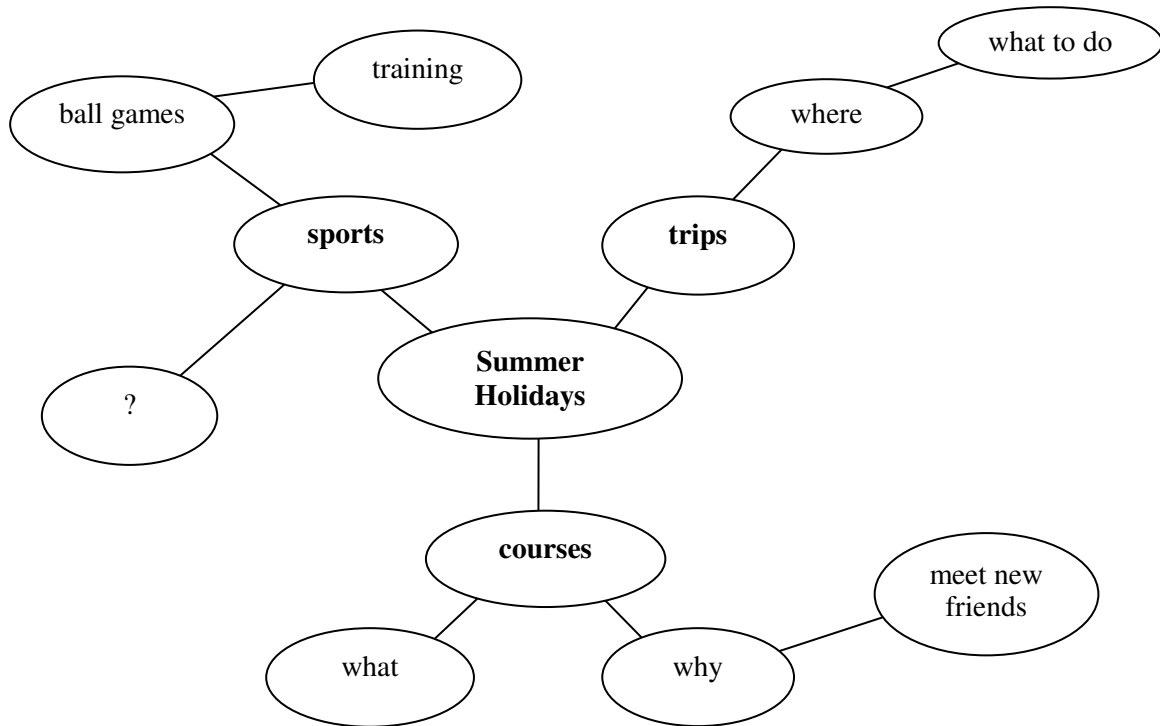 what to do
training
ball games
where
sports
trips
Summer
Holidays
?
courses
meet new
friends
what
why